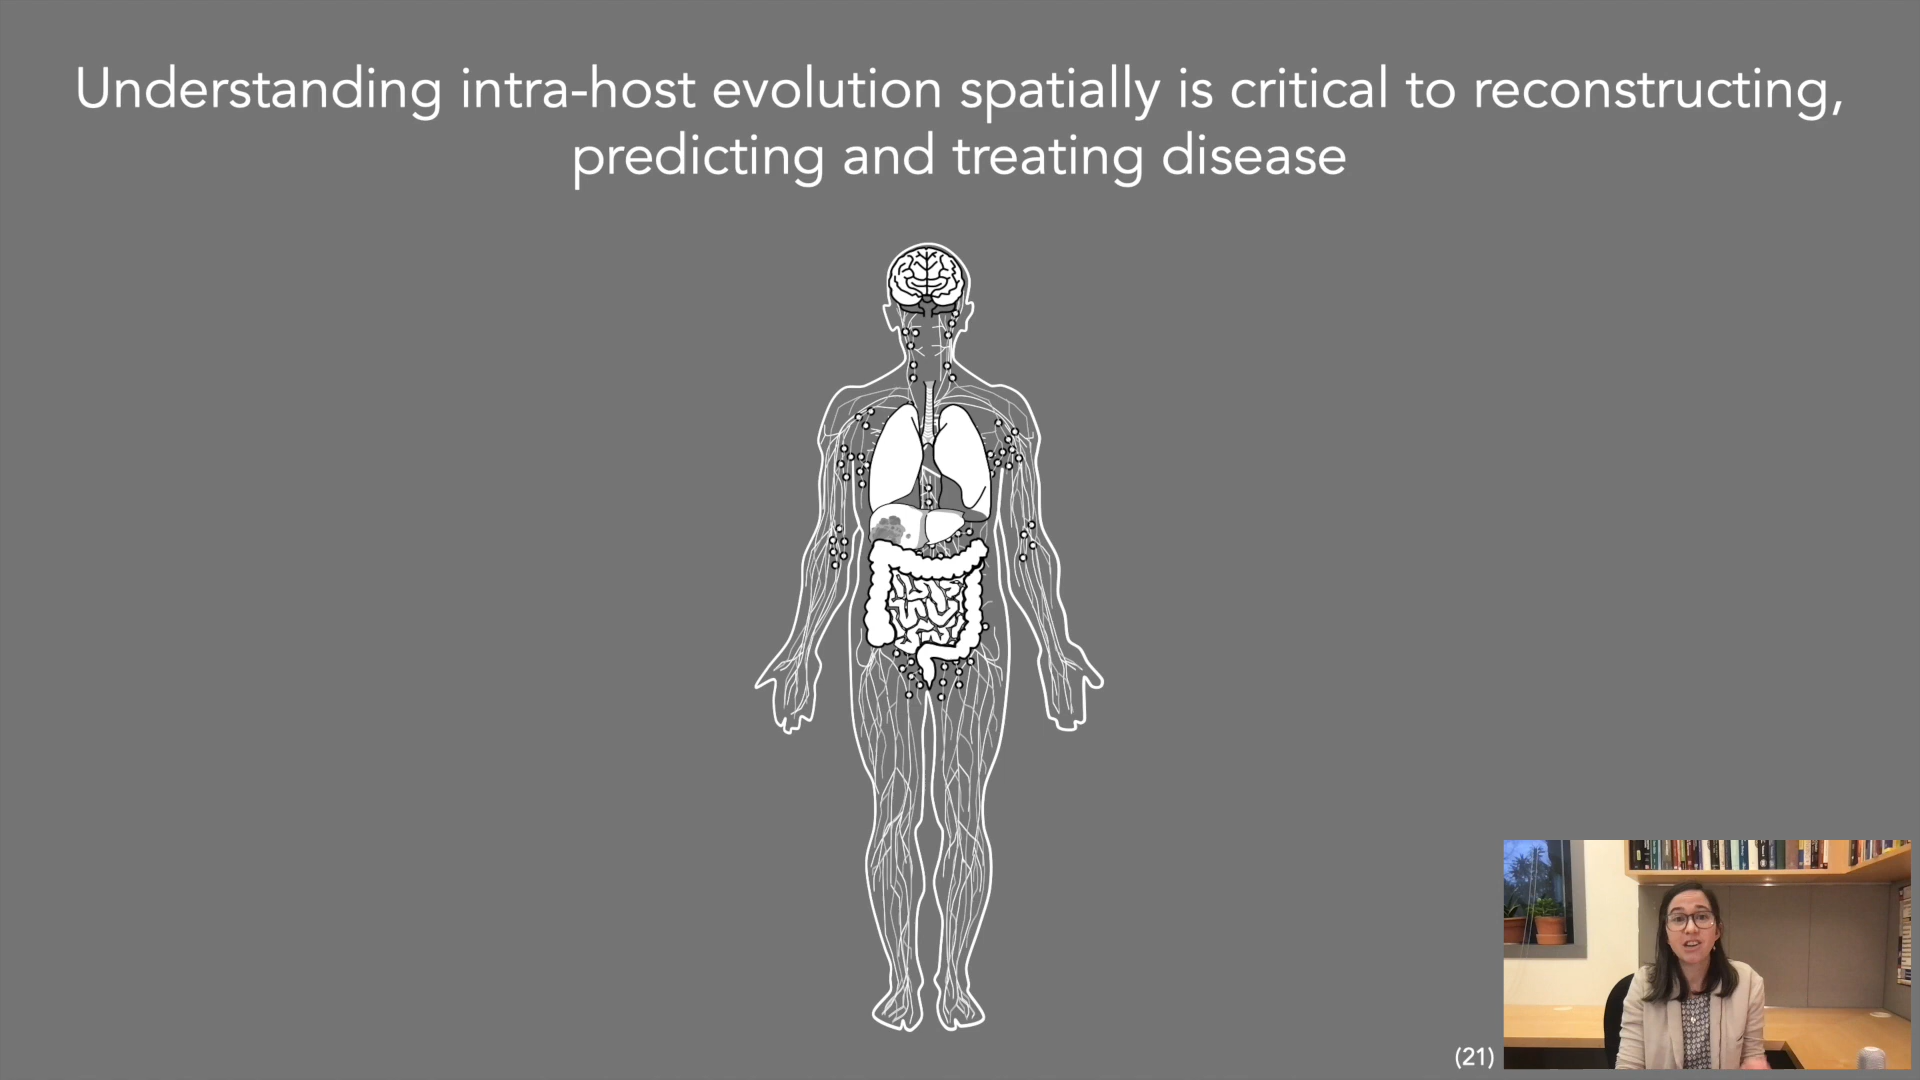 Understanding intra-host evolution spatially is critical to reconstructing,
predicting and treating disease
(21)